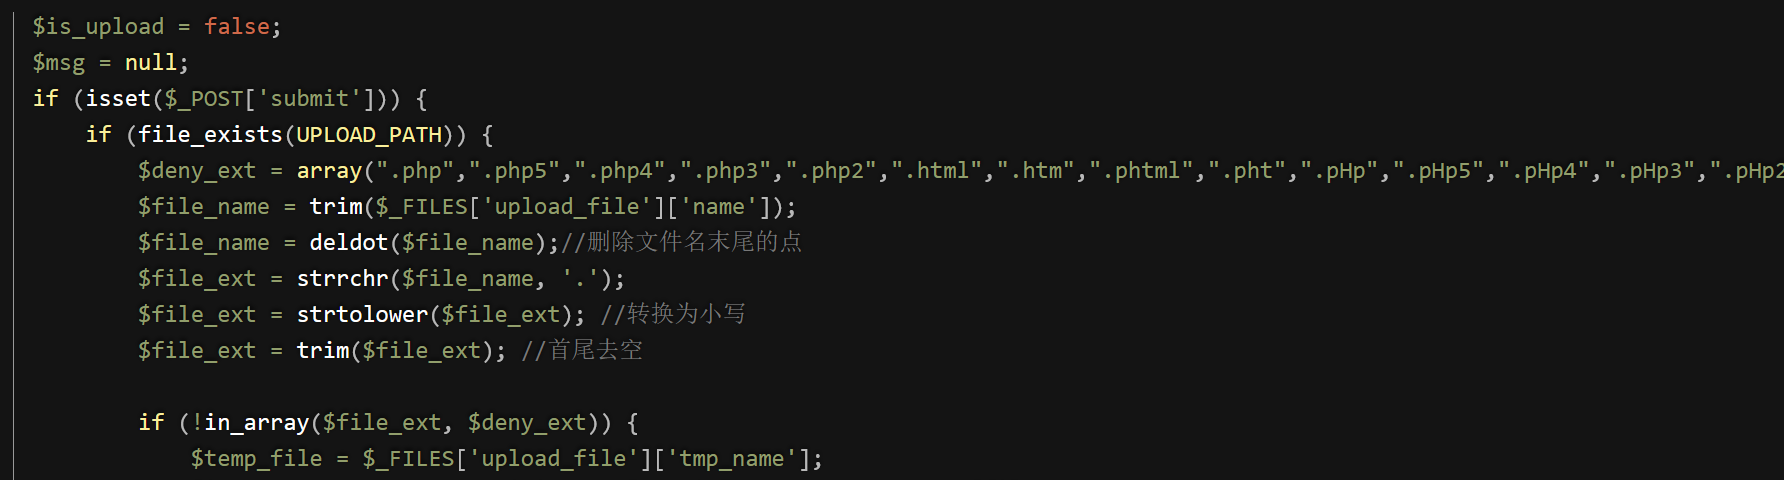 $is_upload = false;
$msg = null;
if (isset($_POST['submit'])) {
    if (file_exists(UPLOAD_PATH)) {
        $deny_ext = array(".php",".php5",".php4",".php3",".php2",".html",".htm",".phtml",".pht",".pHp",".pHp5",".pHp4",".pHp3",".pHp2
        $file_name = trim($_FILES['upload_file']['name']);
        $file_name = deldot($file_name);//删除文件名末尾的点
        $file_ext = strrchr($file_name, '.');
        $file_ext = strtolower($file_ext); //转换为小写
        $file_ext = trim($file_ext); //首尾去空
        if (!in_array($file_ext, $deny_ext)) {
            $temp_file = $_FILES['upload_file']['tmp_name'];